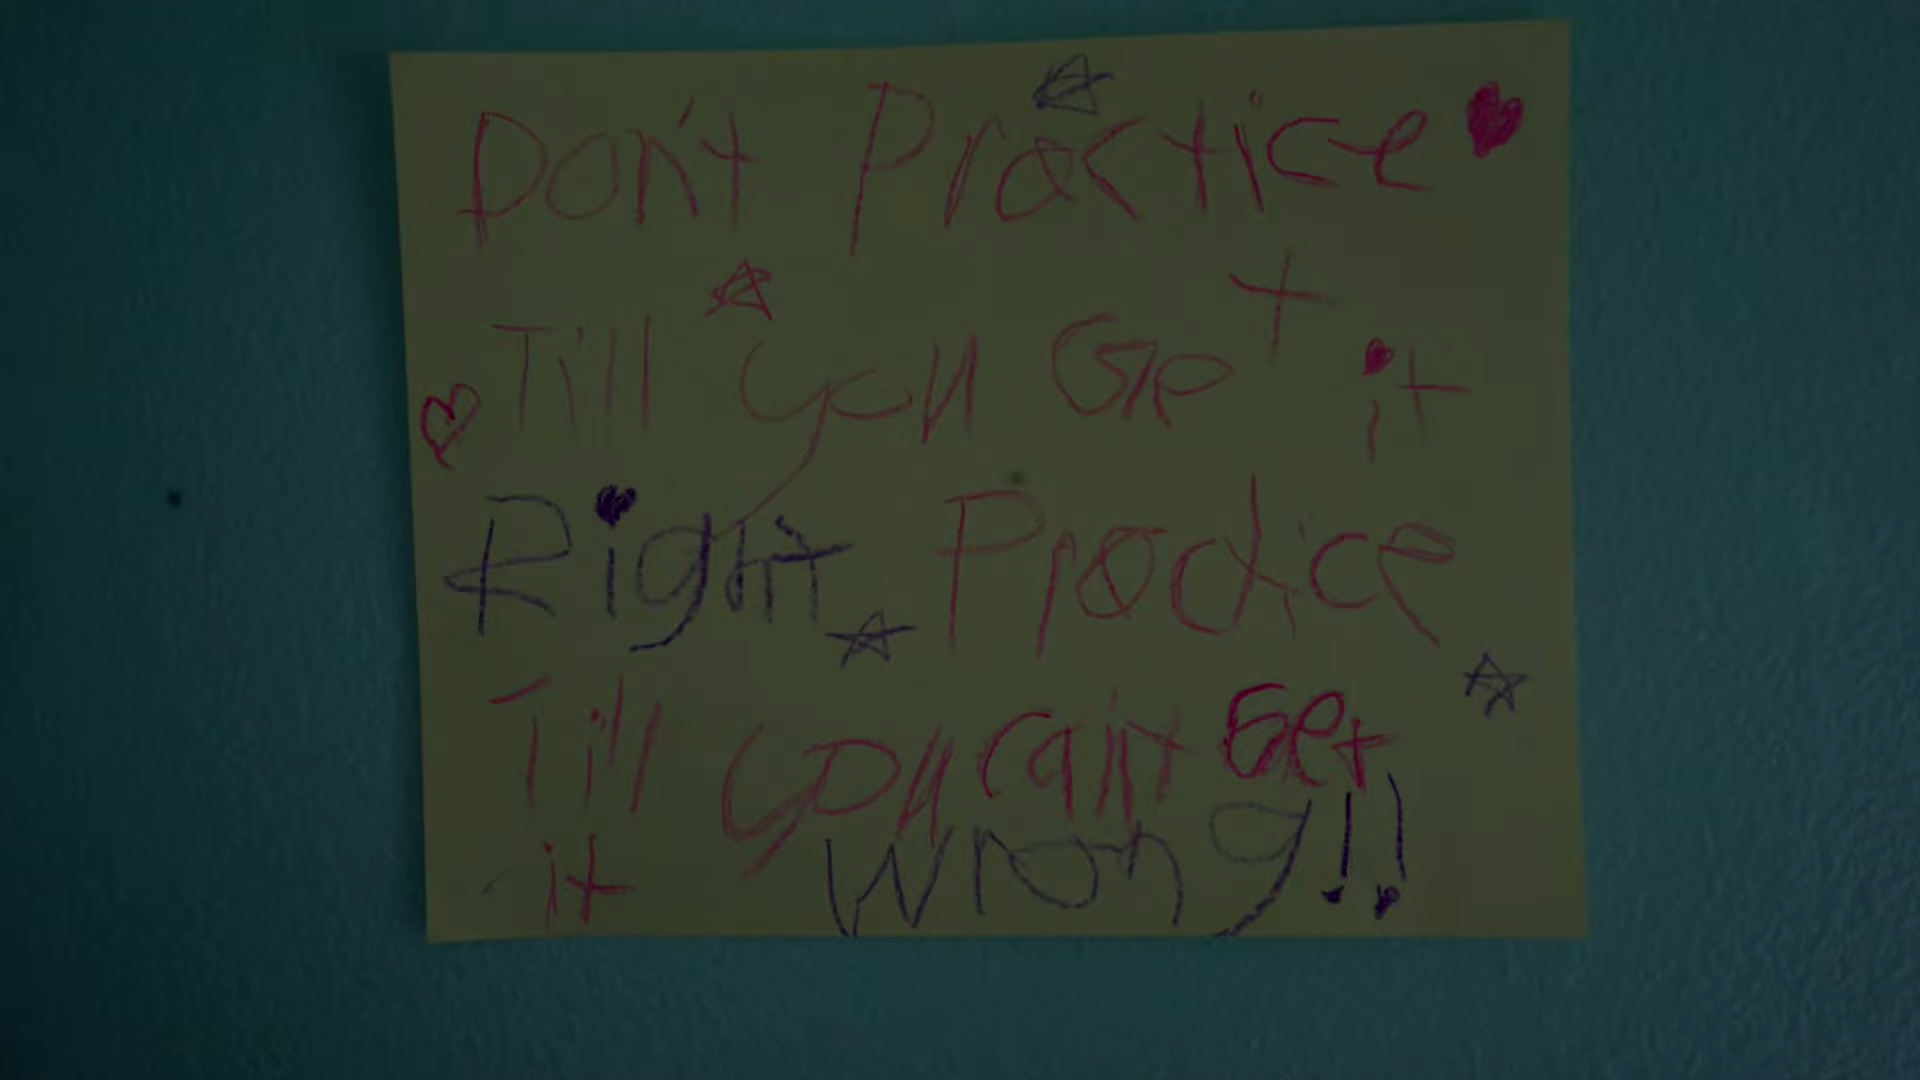 Don't Practice
Till you Get it
Right Practice
Till you can't Get
it Wrong!!